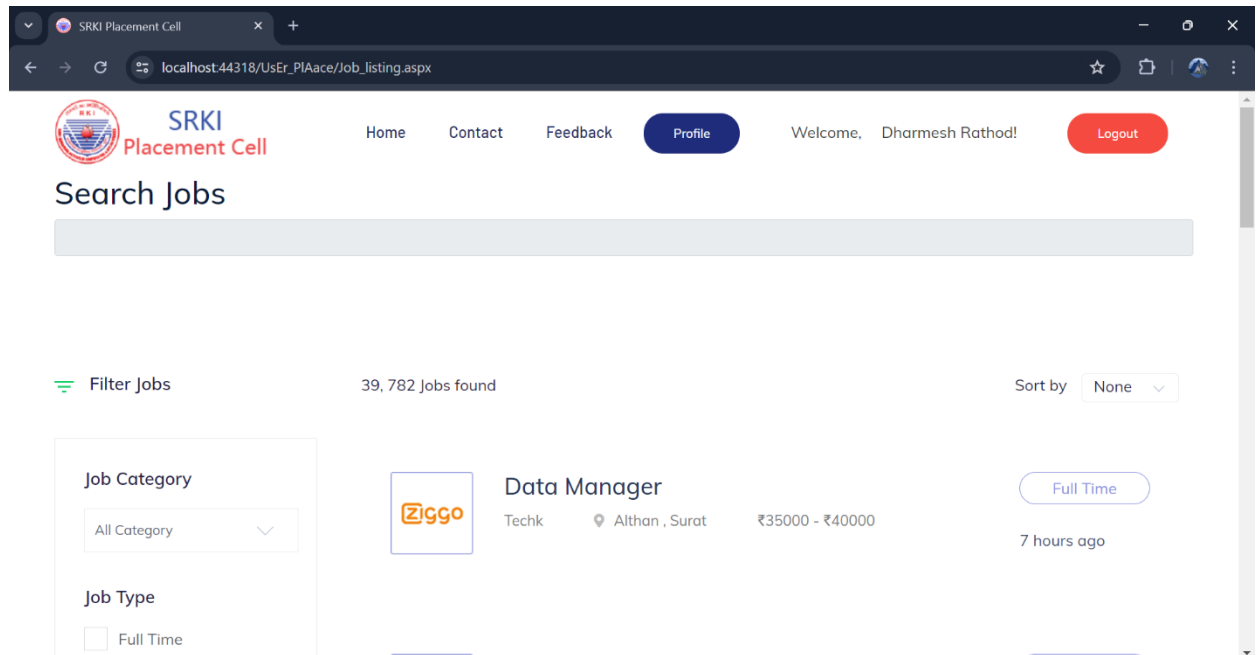 SRKI Placement Cell
localhost:44318/UsEr_PlAace/Job_listing.aspx
RKI
SRKI
Placement Cell
Home Contact Feedback Profile Welcome, Dharmesh Rathod! Logout
Search Jobs
Filter Jobs
39, 782 Jobs found
Sort by None
Job Category
All Category
Job Type
Full Time
Ziggo
Data Manager
Techk Althan , Surat ₹35000 - ₹40000
Full Time
7 hours ago